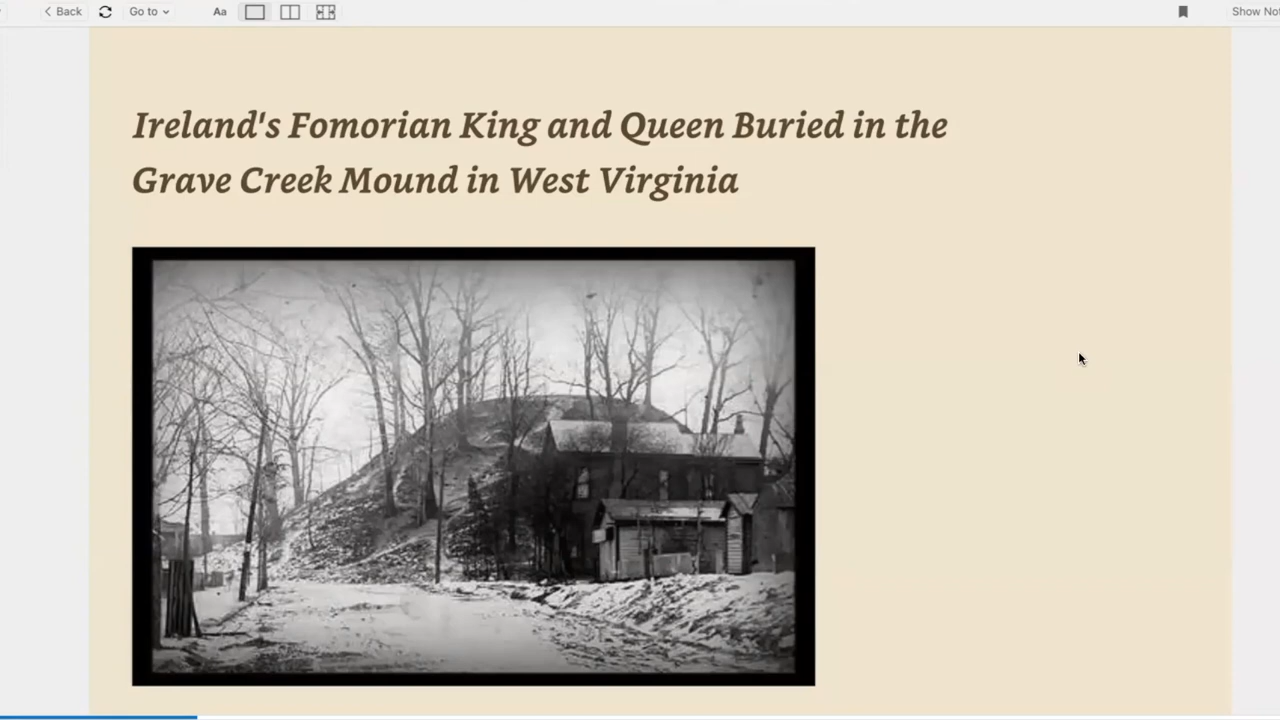 Back
Go to
Aa
Show Not
Ireland's Fomorian King and Queen Buried in the
Grave Creek Mound in West Virginia